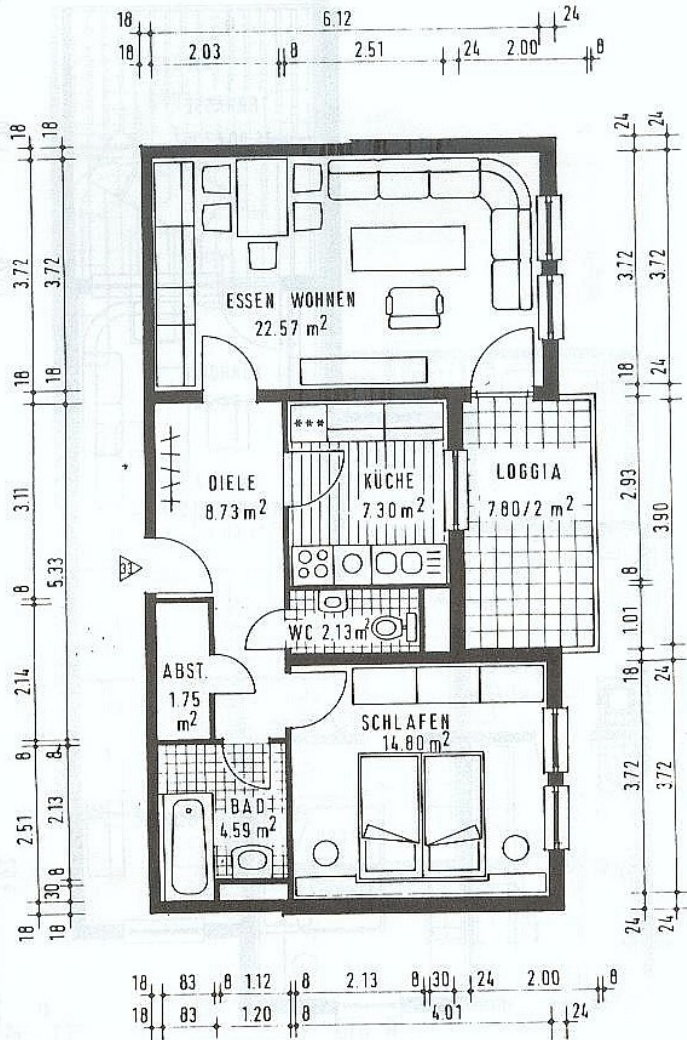 18 6.12 24
18 2.03 8 2.51 24 2.00 8
18 18 24 24
3.72 3.72 3.72 3.72
ESSEN WOHNEN
22.57 m²
18 18 18 24
***
DIELE
8.73 m²
KÜCHE
7.30 m²
LOGGIA
7.80/2 m²
3.11 5.33 2.93 3.90
31
8 8
WC 2.13 m²
1.01
2.14
ABST.
1.75
m²
18 24
SCHLAFEN
14.80 m²
8 8
3.72 3.72
2.51 2.13
BAD
4.59 m²
30 8
18 18 24 24
18 83 8 1.12 8 2.13 8 30 24 2.00 8
18 83 1.20 8 4.01 24